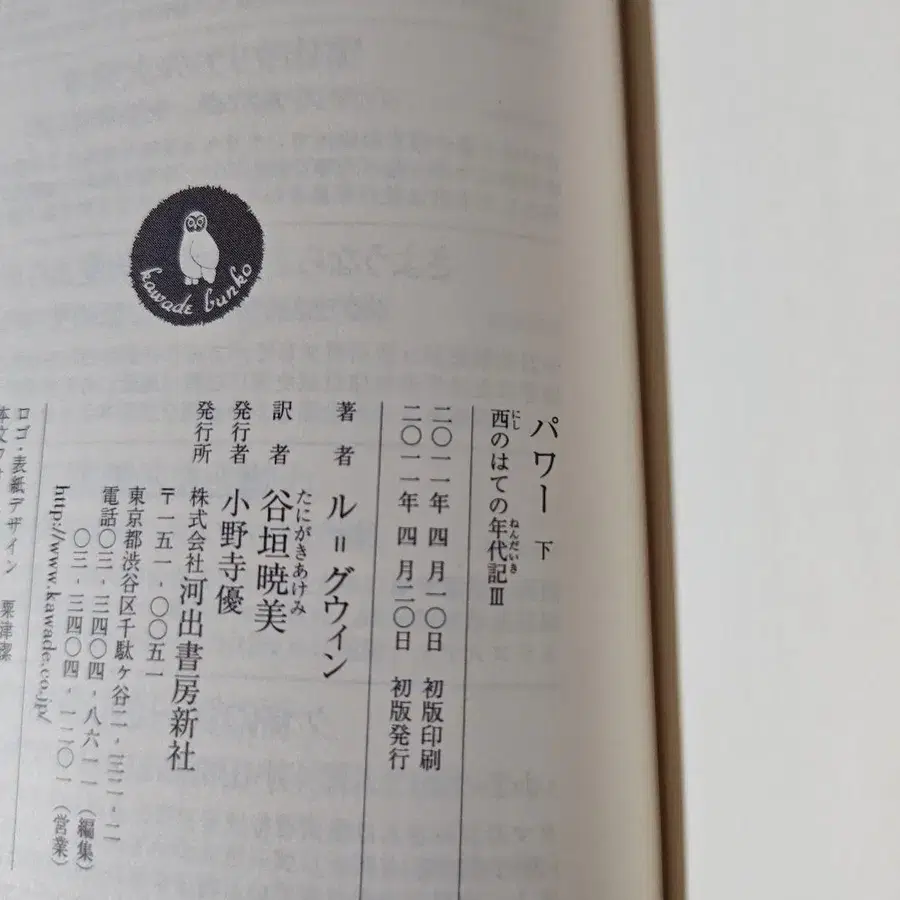 kawade bunko
パワー 下
西のはての年代記Ⅲ
にし
ねんだいき
二〇一一年 四月一〇日 初版印刷
二〇一一年 四月二〇日 初版発行
著 者 ル=グウィン
訳 者 谷垣暁美
たにがきあけみ
発行者 小野寺優
発行所 株式会社河出書房新社
〒一五一-〇〇五一
東京都渋谷区千駄ヶ谷二-三二-二
電話〇三-三四〇四-八六一一(編集)
〇三-三四〇四-一二〇一(営業)
http://www.kawade.co.jp/
ロゴ・表紙デザイン 粟津潔